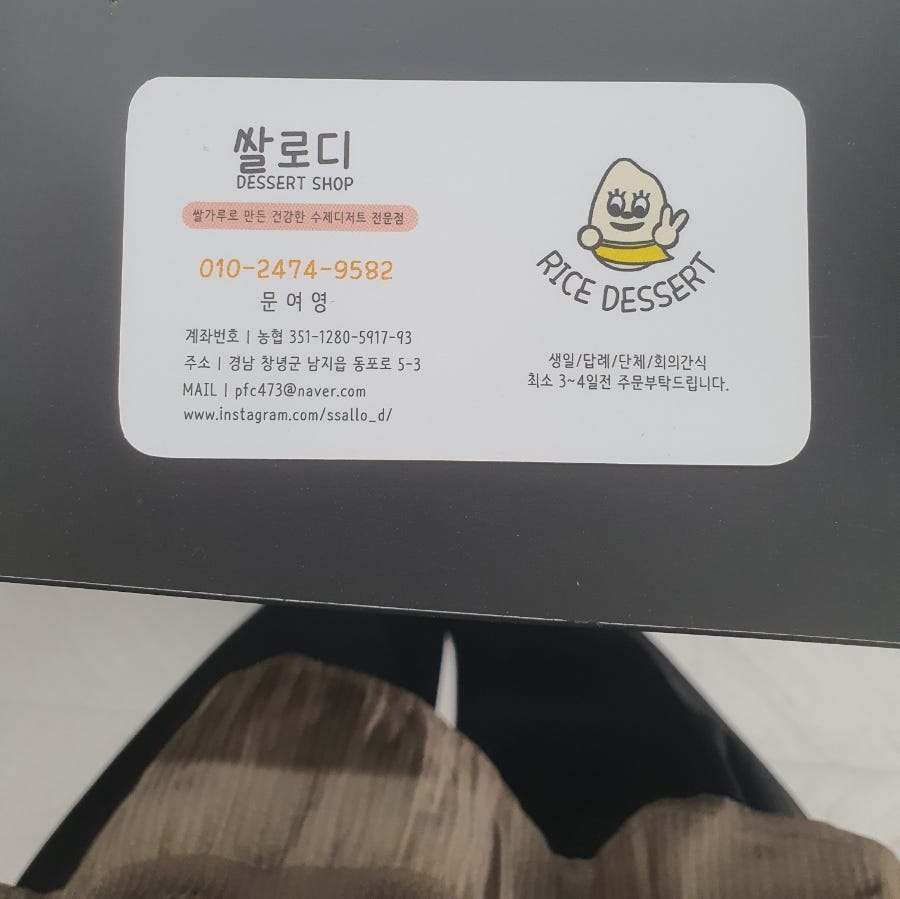 쌀로디
DESSERT SHOP
쌀가루로 만든 건강한 수제디저트 전문점
010-2474-9582
문여영
계좌번호 | 농협 351-1280-5917-93
주소 | 경남 창녕군 남지읍 동포로 5-3
MAIL | pfc473@naver.com
www.instagram.com/ssallo_d/
RICE DESSERT
생일/답례/단체/회의간식
최소 3~4일전 주문부탁드립니다.